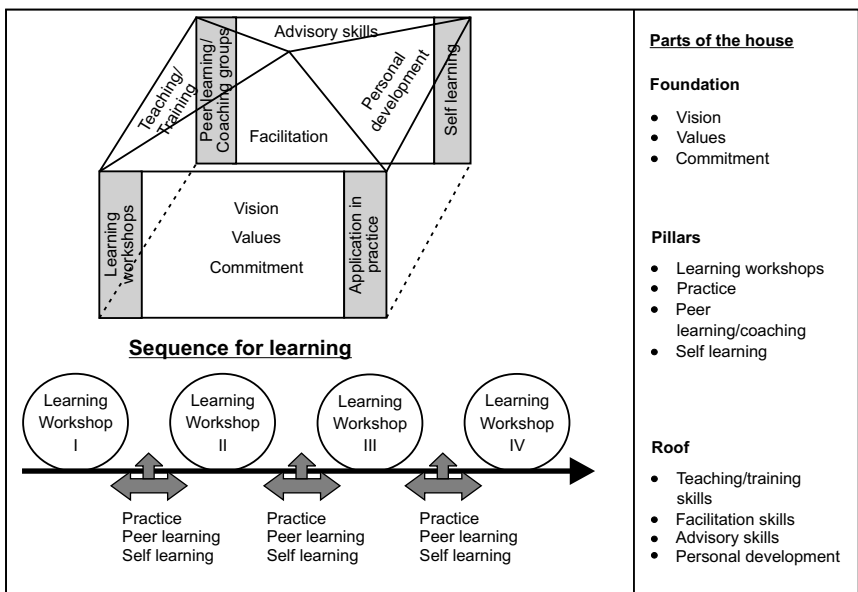 Advisory skills
Teaching/
Training
Peer learning/
Coaching groups
Facilitation
Personal
development
Self learning
Learning
workshops
Vision
Values
Commitment
Application in
practice
Sequence for learning
Learning
Workshop
I
Learning
Workshop
II
Learning
Workshop
III
Learning
Workshop
IV
Practice
Peer learning
Self learning
Practice
Peer learning
Self learning
Practice
Peer learning
Self learning
Parts of the house
Foundation
• Vision
• Values
• Commitment
Pillars
• Learning workshops
• Practice
• Peer
learning/coaching
• Self learning
Roof
• Teaching/training
skills
• Facilitation skills
• Advisory skills
• Personal development